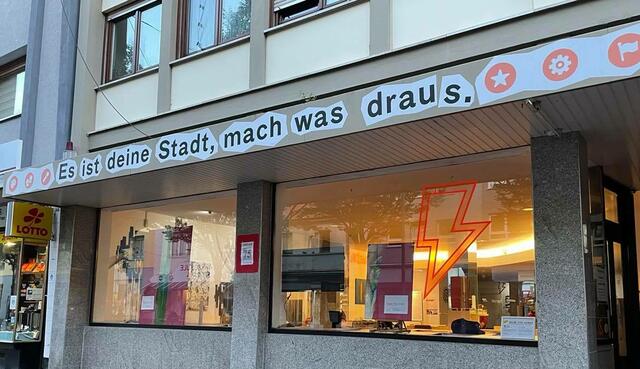 Es ist deine Stadt, mach was draus.
LOTTO